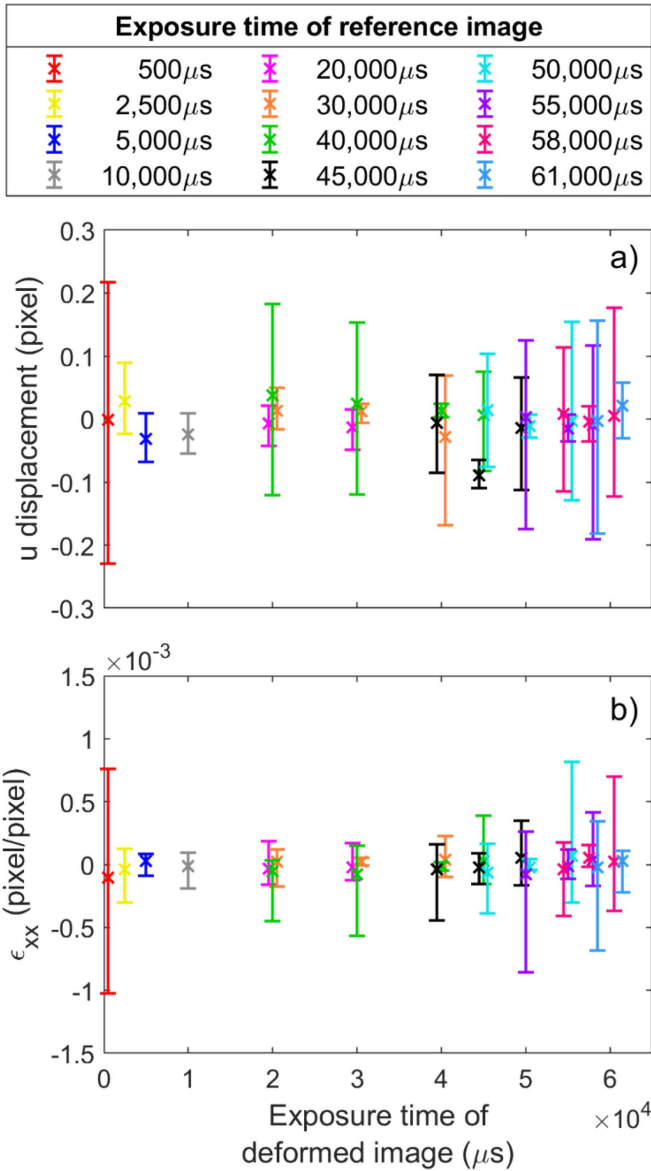 Exposure time of reference image
500μs 20,000μs 50,000μs
2,500μs 30,000μs 55,000μs
5,000μs 40,000μs 58,000μs
10,000μs 45,000μs 61,000μs
a)
0.3
0.2
0.1
0
-0.1
-0.2
-0.3
u displacement (pixel)
×10⁻³
b)
1.5
1
0.5
0
-0.5
-1
-1.5
ϵxx (pixel/pixel)
0 1 2 3 4 5 6
×10⁴
Exposure time of
deformed image (μs)